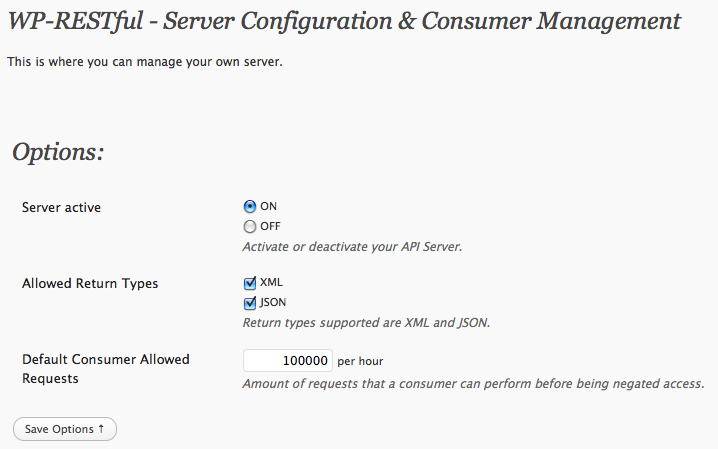 WP-RESTful - Server Configuration & Consumer Management
This is where you can manage your own server.
Options:
Server active
ON
OFF
Activate or deactivate your API Server.
Allowed Return Types
XML
JSON
Return types supported are XML and JSON.
Default Consumer Allowed
Requests
100000 per hour
Amount of requests that a consumer can perform before being negated access.
Save Options ↑